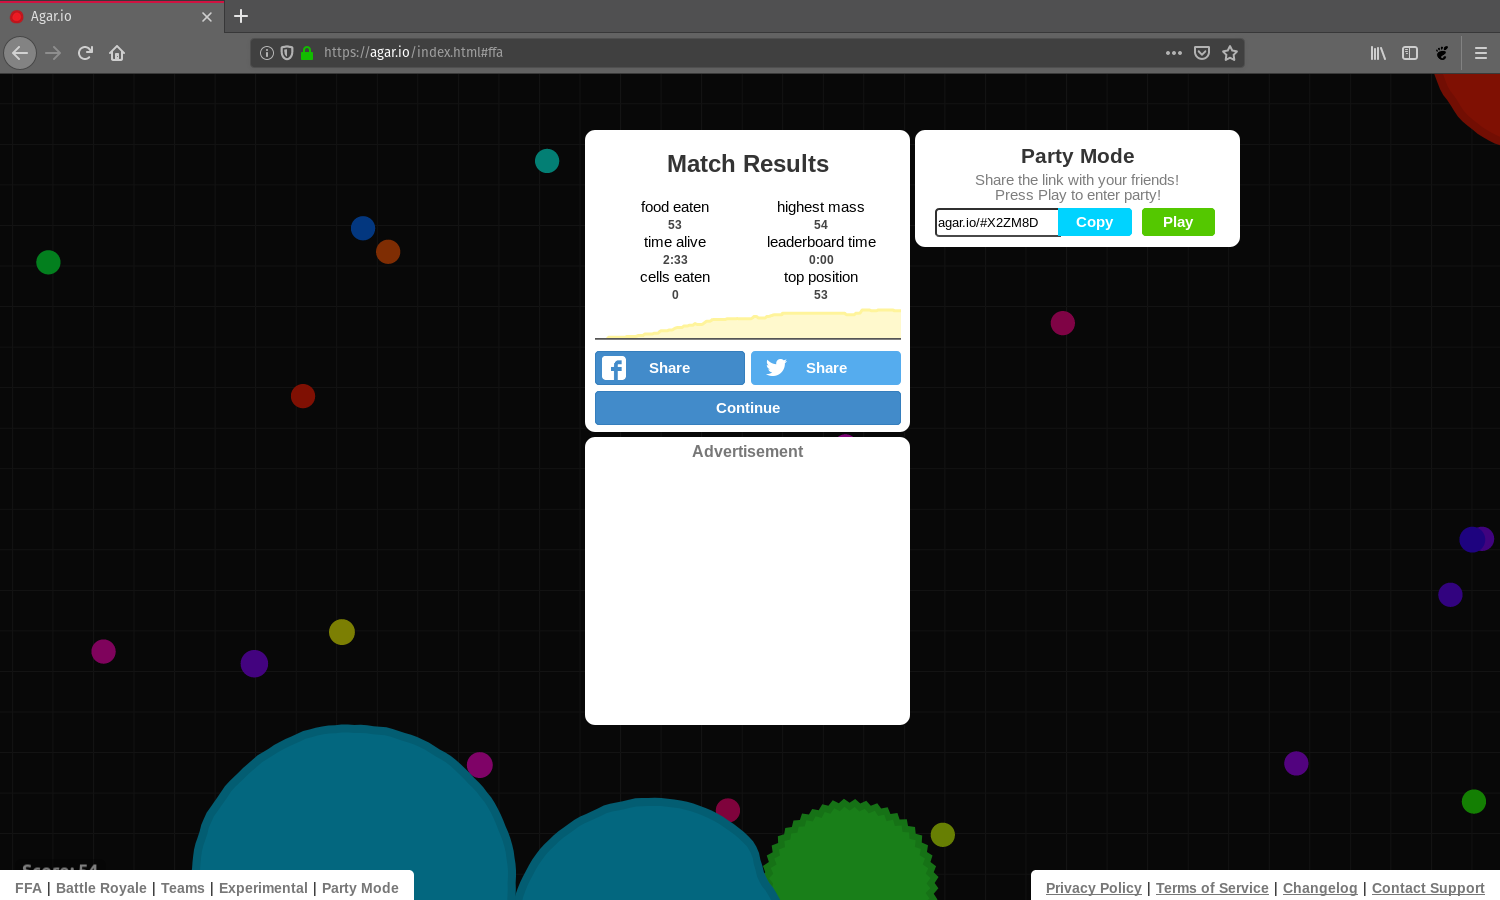 Agar.io
https://agar.io/index.html#ffa
Match Results
food eaten
53
highest mass
54
time alive
2:33
leaderboard time
0:00
cells eaten
0
top position
53
Share
Share
Continue
Advertisement
Party Mode
Share the link with your friends!
Press Play to enter party!
agar.io/#X2ZM8D
Copy
Play
Score: 54
FFA | Battle Royale | Teams | Experimental | Party Mode
Privacy Policy | Terms of Service | Changelog | Contact Support